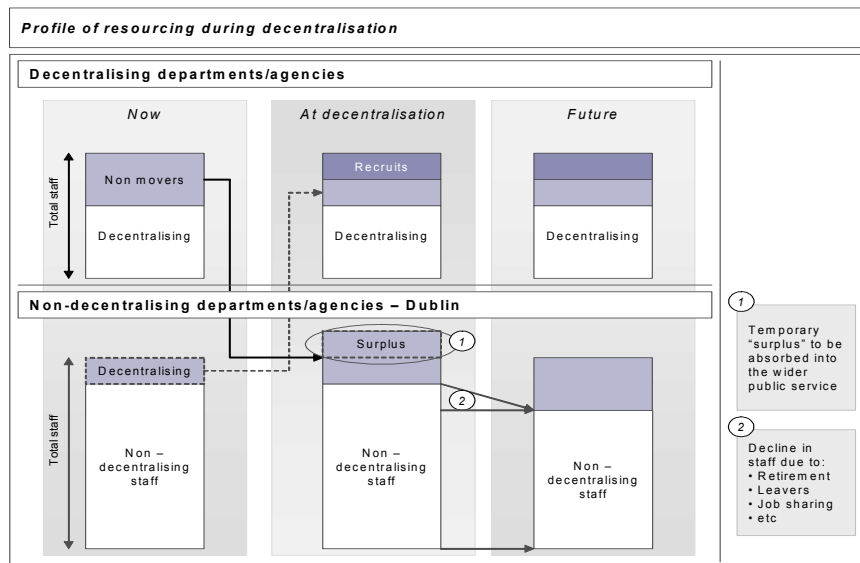 Profile of resourcing during decentralisation
Decentralising departments/agencies
Now
At decentralisation
Future
Total staff
Non movers
Decentralising
Recruits
Decentralising
Decentralising
Non-decentralising departments/agencies – Dublin
Total staff
Decentralising
Non –
decentralising
staff
Surplus
1
2
Non –
decentralising
staff
Non –
decentralising
staff
1
Temporary
“surplus” to be
absorbed into
the wider
public service
2
Decline in
staff due to:
• Retirement
• Leavers
• Job sharing
• etc